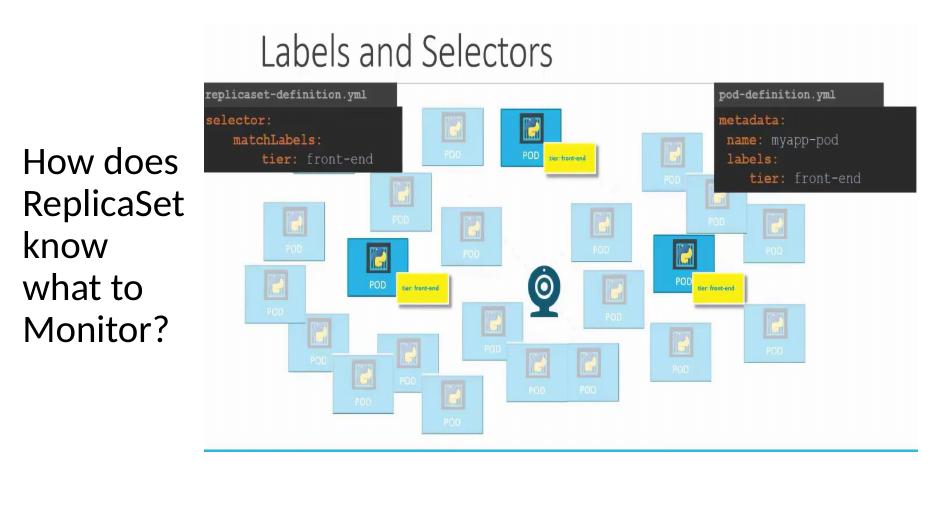 Labels and Selectors
How does
ReplicaSet
know
what to
Monitor?
replicaset-definition.yml
selector:
matchLabels:
tier: front-end
pod-definition.yml
metadata:
name: myapp-pod
labels:
tier: front-end
POD
POD
tier: front-end
POD
POD
POD
POD
POD
POD
POD
POD
tier: front-end
POD
tier: front-end
POD
POD
POD
POD
POD
POD
POD
POD
POD
POD
POD